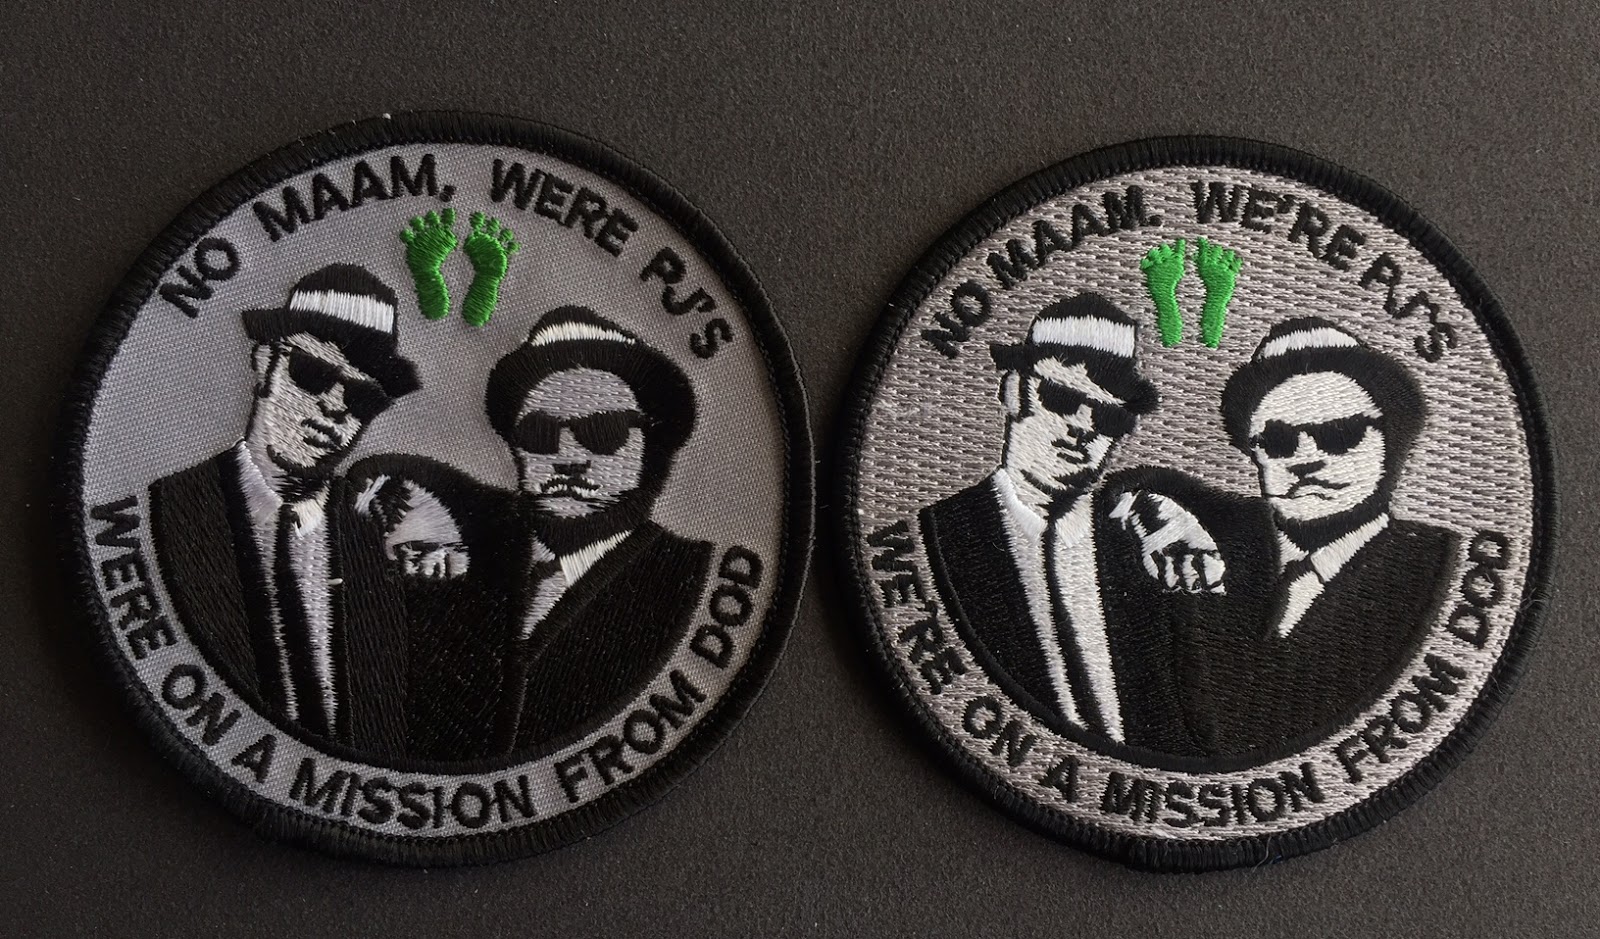 NO MAAM. WERE PJ'S
WERE ON A MISSION FROM DOD
NO MAAM. WE'RE PJ'S
WE'RE ON A MISSION FROM DOD